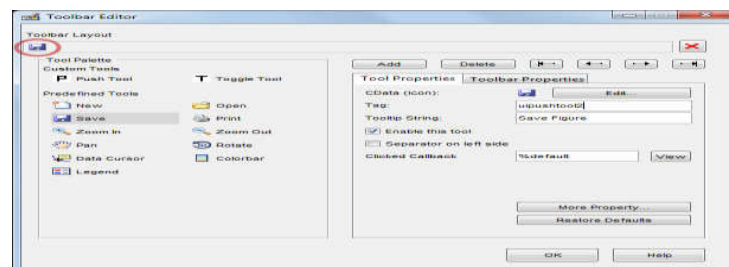 Toolbar Editor
Toolbar Layout
Tool Palette
Custom Tools
P Push Tool T Toggle Tool
Predefined Tools
New Open
Save Print
Zoom In Zoom Out
Pan Rotate
Data Cursor Colorbar
Legend
Add Delete
Tool Properties Toolbar Properties
CData (icon): Edit...
Tag: uipushtool2
Tooltip String: Save Figure
Enable this tool
Separator on left side
Clicked Callback %default View
More Property...
Restore Defaults
OK Help